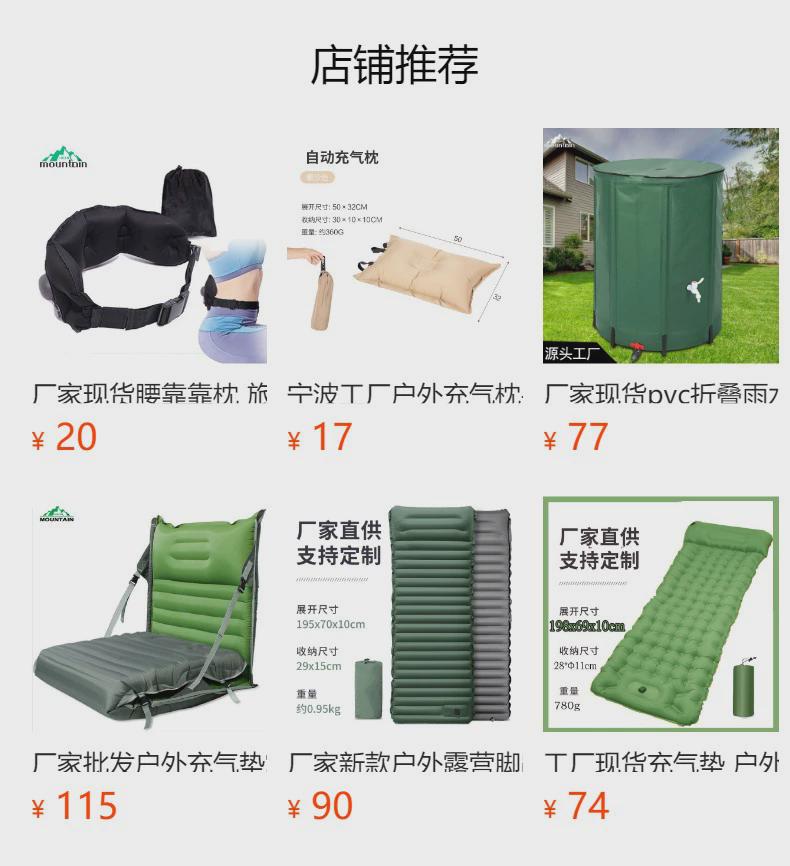 店铺推荐
mountain
自动充气枕
展开尺寸: 50×32CM
收纳尺寸: 30×10×10CM
重量: 约360G
50
32
mountain
源头工厂
厂家现货腰靠靠枕 旅
宁波工厂户外充气枕
厂家现货pvc折叠雨水
¥ 20
¥ 17
¥ 77
MOUNTAIN
厂家直供
支持定制
展开尺寸
195x70x10cm
收纳尺寸
29x15cm
重量
约0.95kg
厂家直供
支持定制
展开尺寸
198x69x10cm
收纳尺寸
28*Φ11cm
重量
780g
厂家批发户外充气垫
厂家新款户外露营脚
工厂现货充气垫 户外
¥ 115
¥ 90
¥ 74